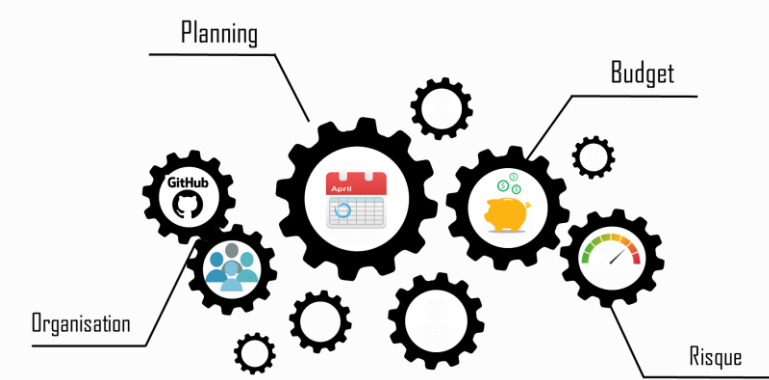 Planning
Budget
GitHub
April
Organisation
Risque